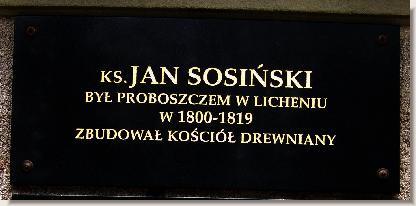 KS. JAN SOSIŃSKI
BYŁ PROBOSZCZEM W LICHENIU
W 1800-1819
ZBUDOWAŁ KOŚCIÓŁ DREWNIANY